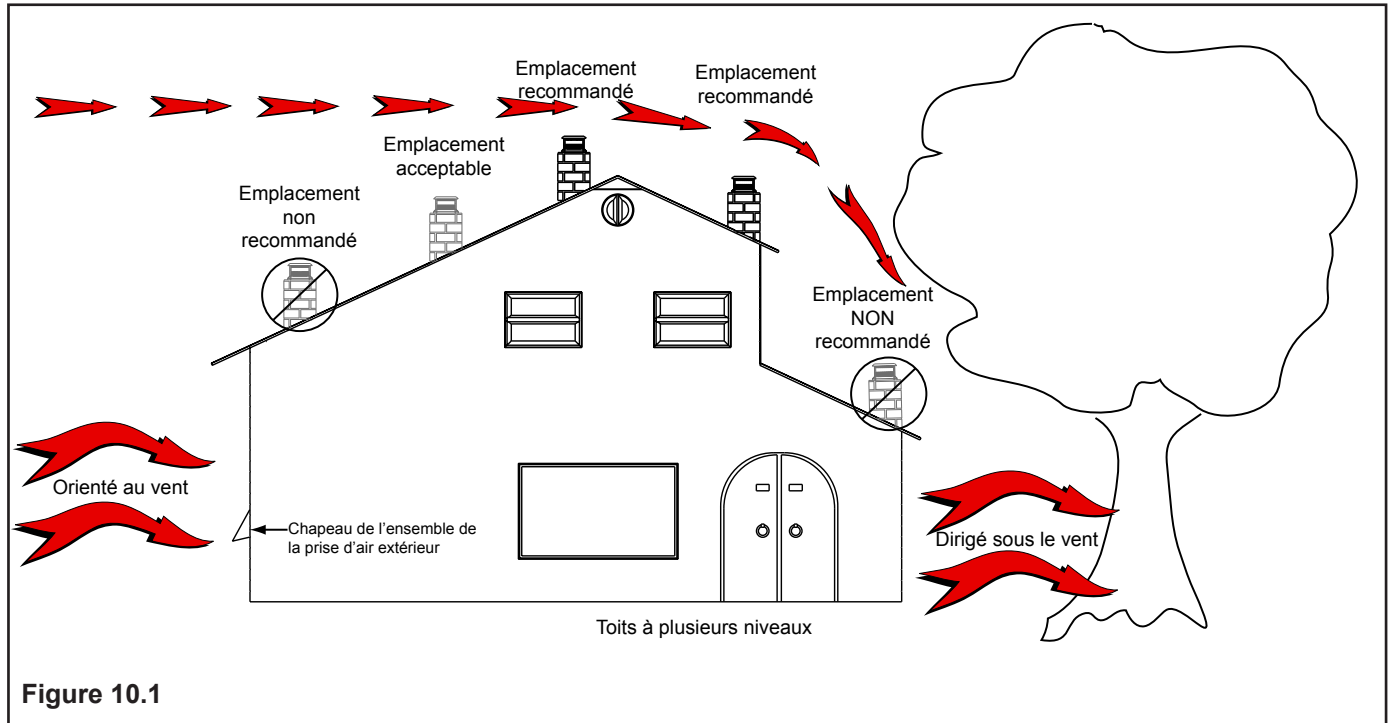 Emplacement
recommandé
Emplacement
recommandé
Emplacement
acceptable
Emplacement
non
recommandé
Emplacement
NON
recommandé
Orienté au vent
Chapeau de l’ensemble de
la prise d’air extérieur
Dirigé sous le vent
Toits à plusieurs niveaux
Figure 10.1